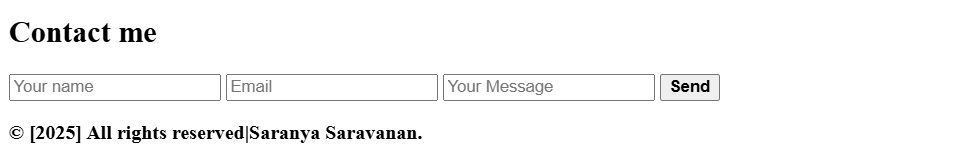 Contact me
Your name Email Your Message Send
© [2025] All rights reserved|Saranya Saravanan.